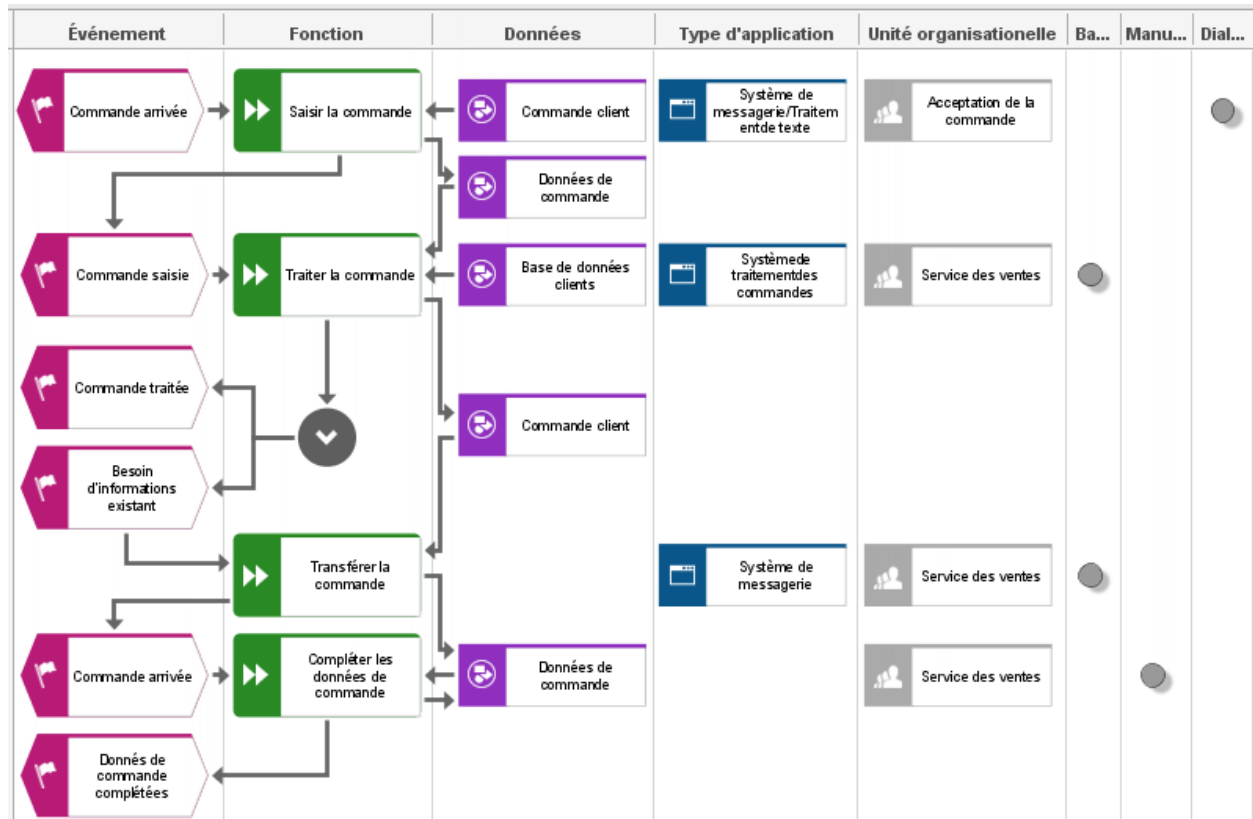 Événement Fonction Données Type d'application Unité organisationelle Ba... Manu... Dial...
Commande arrivée
Saisir la commande
Commande client
Système de
messagerie/Traitem
entde texte
Acceptation de la
commande
Données de
commande
Commande saisie
Traiter la commande
Base de données
clients
Systèmede
traitementdes
commandes
Service des ventes
Commande traitée
Commande client
Besoin
d'informations
existant
Transférer la
commande
Système de
messagerie
Service des ventes
Commande arrivée
Compléter les
données de
commande
Données de
commande
Service des ventes
Donnés de
commande
complétées